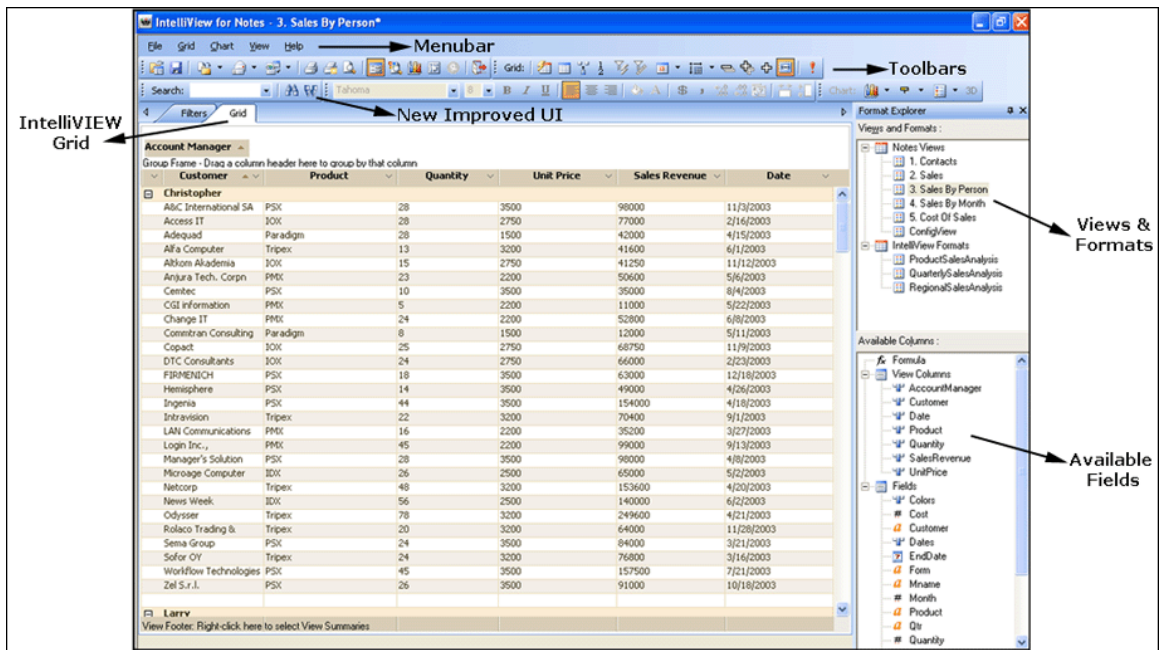 IntelliView for Notes - 3. Sales By Person*
File Grid Chart View Help
Menubar
Grid:
Toolbars
Search: Tahoma 8 B I U $ , Chart: 3D
Filters Grid
New Improved UI
IntelliVIEW
Grid
Account Manager
Group Frame - Drag a column header here to group by that column
Customer Product Quantity Unit Price Sales Revenue Date
Christopher
A&C International SA PSX 28 3500 98000 11/3/2003
Access IT IOX 28 2750 77000 2/16/2003
Adequad Paradigm 28 1500 42000 4/15/2003
Alfa Computer Tripex 13 3200 41600 6/1/2003
Altkom Akademia IOX 15 2750 41250 11/12/2003
Anjura Tech. Corpn PMX 23 2200 50600 5/6/2003
Cemtec PSX 10 3500 35000 8/4/2003
CGI information PMX 5 2200 11000 5/22/2003
Change IT PMX 24 2200 52800 6/8/2003
Commtran Consulting Paradigm 8 1500 12000 5/11/2003
Copact IOX 25 2750 68750 11/9/2003
DTC Consultants IOX 24 2750 66000 2/23/2003
FIRMENICH PSX 18 3500 63000 12/18/2003
Hemisphere PSX 14 3500 49000 4/26/2003
Ingenia PSX 44 3500 154000 4/18/2003
Intravision Tripex 22 3200 70400 9/1/2003
LAN Communications PMX 16 2200 35200 3/27/2003
Login Inc., PMX 45 2200 99000 9/13/2003
Manager's Solution PSX 28 3500 98000 4/8/2003
Microage Computer IDX 26 2500 65000 5/2/2003
Netcorp Tripex 48 3200 153600 4/20/2003
News Week IDX 56 2500 140000 6/2/2003
Odysser Tripex 78 3200 249600 4/21/2003
Rolaco Trading & Tripex 20 3200 64000 11/28/2003
Sema Group PSX 24 3500 84000 3/21/2003
Sofor OY Tripex 24 3200 76800 3/16/2003
Workflow Technologies PSX 45 3500 157500 7/21/2003
Zel S.r.l. PSX 26 3500 91000 10/18/2003
Larry
View Footer: Right-click here to select View Summaries
Format Explorer
Views and Formats :
Notes Views
1. Contacts
2. Sales
3. Sales By Person
4. Sales By Month
5. Cost Of Sales
ConfigView
IntelliView Formats
ProductSalesAnalysis
QuarterlySalesAnalysis
RegionalSalesAnalysis
Views &
Formats
Available Columns :
fx Formula
View Columns
AccountManager
Customer
Date
Product
Quantity
SalesRevenue
UnitPrice
Fields
Colors
# Cost
a Customer
Dates
7 EndDate
a Form
a Mname
# Month
a Product
a Qtr
# Quantity
Available
Fields